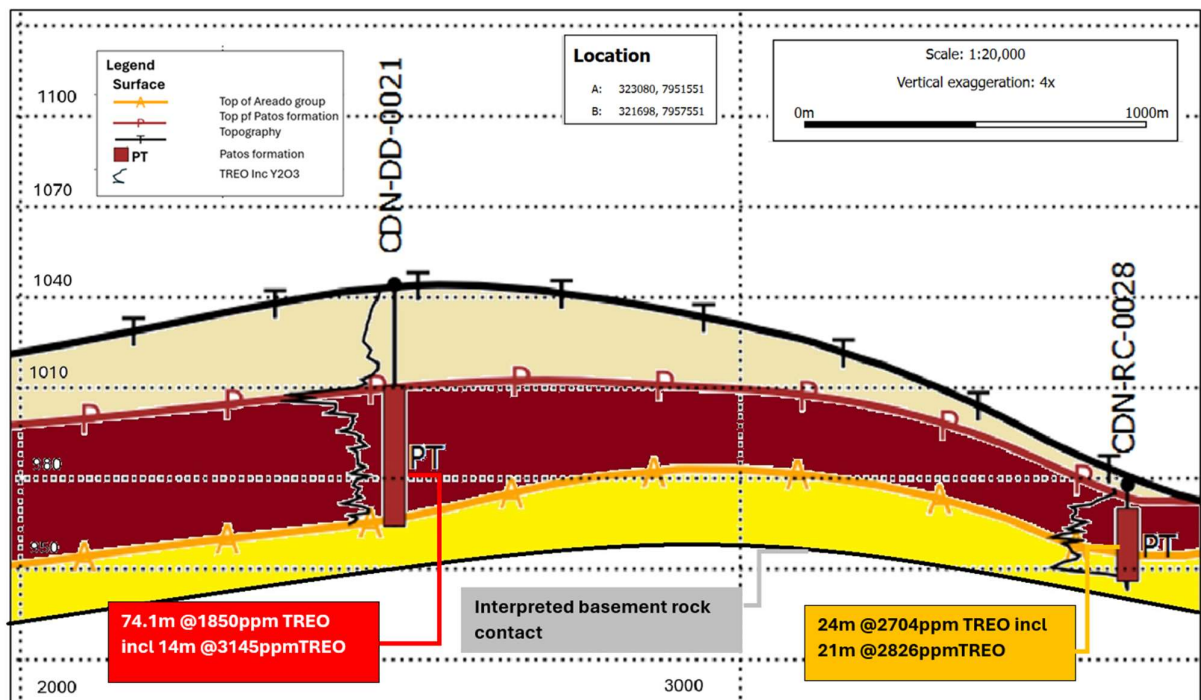 Legend
Surface
A Top of Areado group
P Top pf Patos formation
T Topography
PT Patos formation
TREO Inc Y2O3
Location
A: 323080, 7951551
B: 321698, 7957551
Scale: 1:20,000
Vertical exaggeration: 4x
0m 1000m
1100
1070
1040
1010
980
950
CDN-DD-0021
CDN-RC-0028
T T T T T T T T
P P P P P P P P
A A A A A A A
PT
PT
74.1m @1850ppm TREO
incl 14m @3145ppmTREO
Interpreted basement rock
contact
24m @2704ppm TREO incl
21m @2826ppmTREO
2000 3000